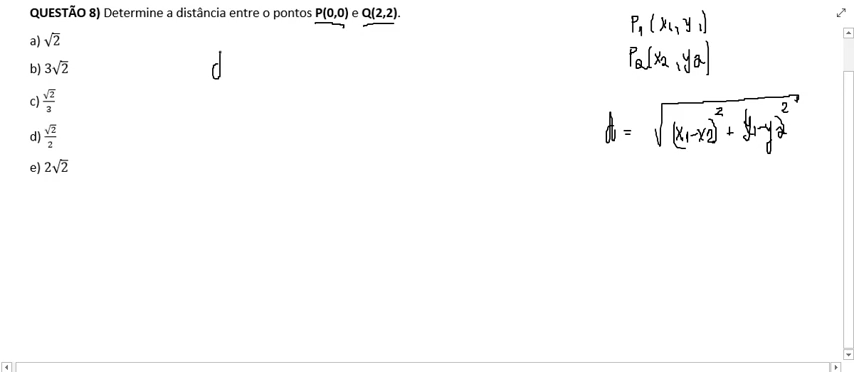 QUESTÃO 8) Determine a distância entre o pontos P(0,0) e Q(2,2).
a) √2
b) 3√2
c) √2/3
d) √2/2
e) 2√2
d
P₁ (x₁, y₁)
P₂(x₂, y₂)
d = √(x₁-x₂)² + (y₁-y₂)²